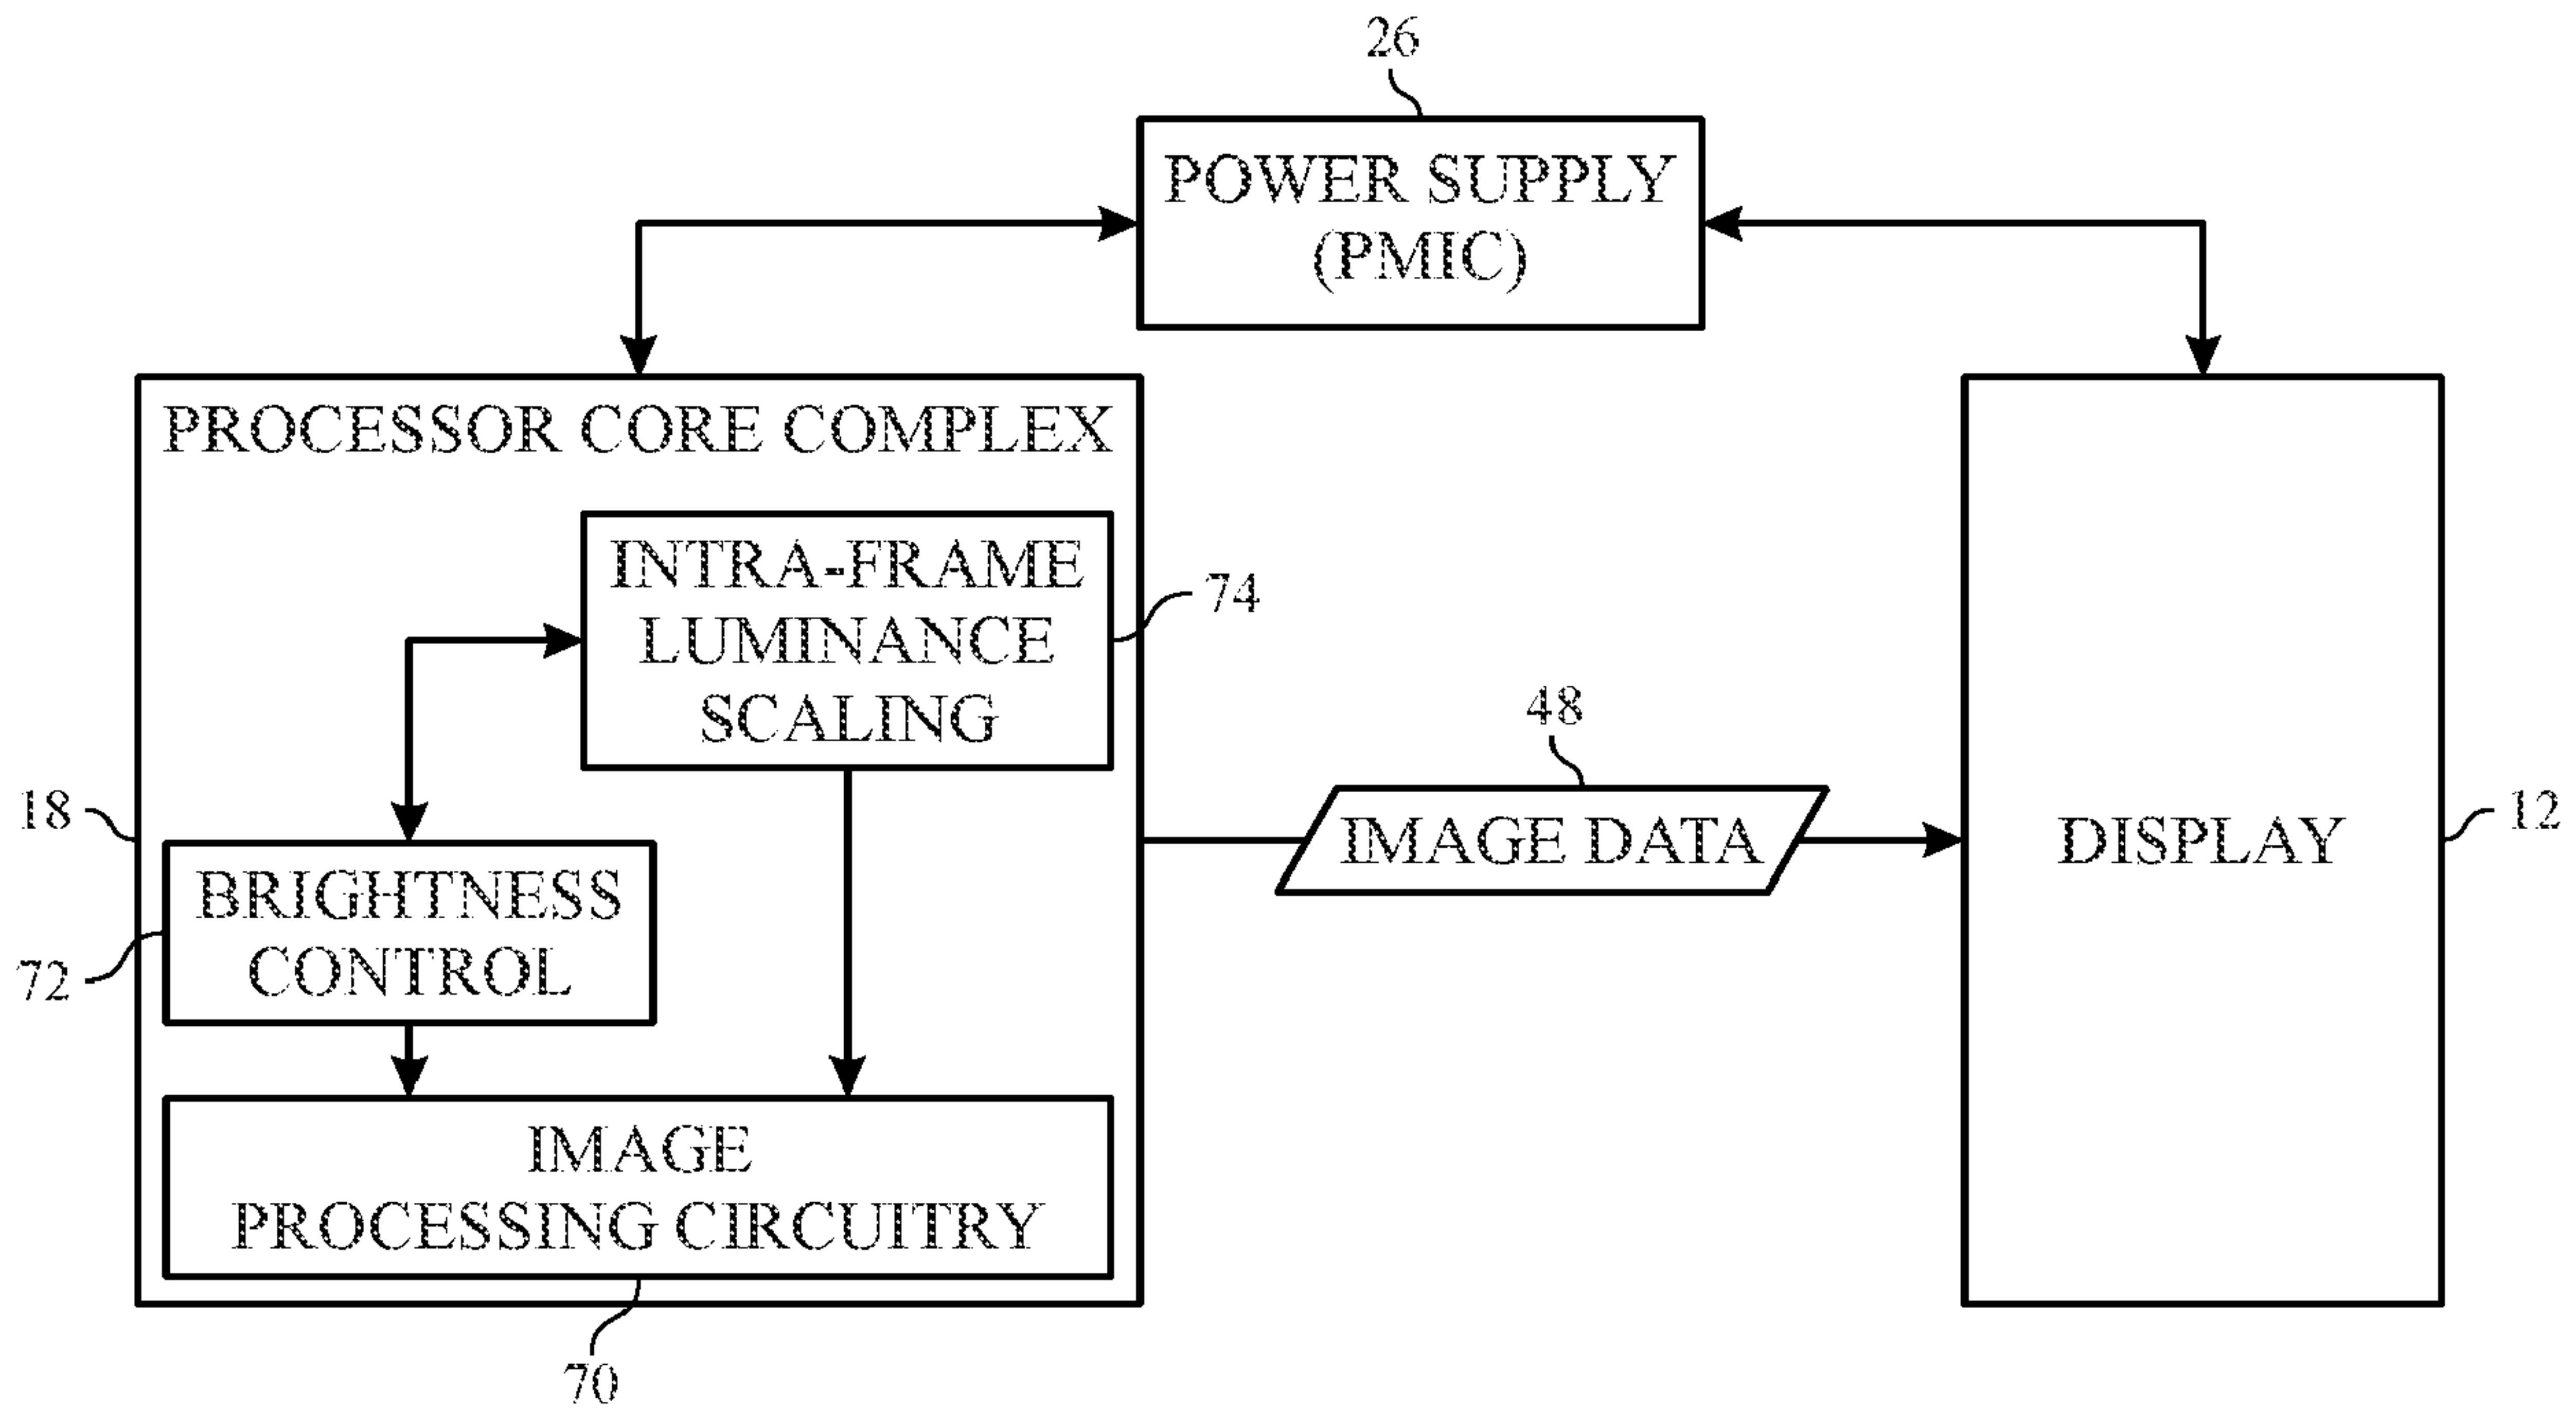 26
POWER SUPPLY
(PMIC)
PROCESSOR CORE COMPLEX
INTRA-FRAME
LUMINANCE
SCALING
74
48
IMAGE DATA
18
BRIGHTNESS
CONTROL
72
DISPLAY
12
IMAGE
PROCESSING CIRCUITRY
70